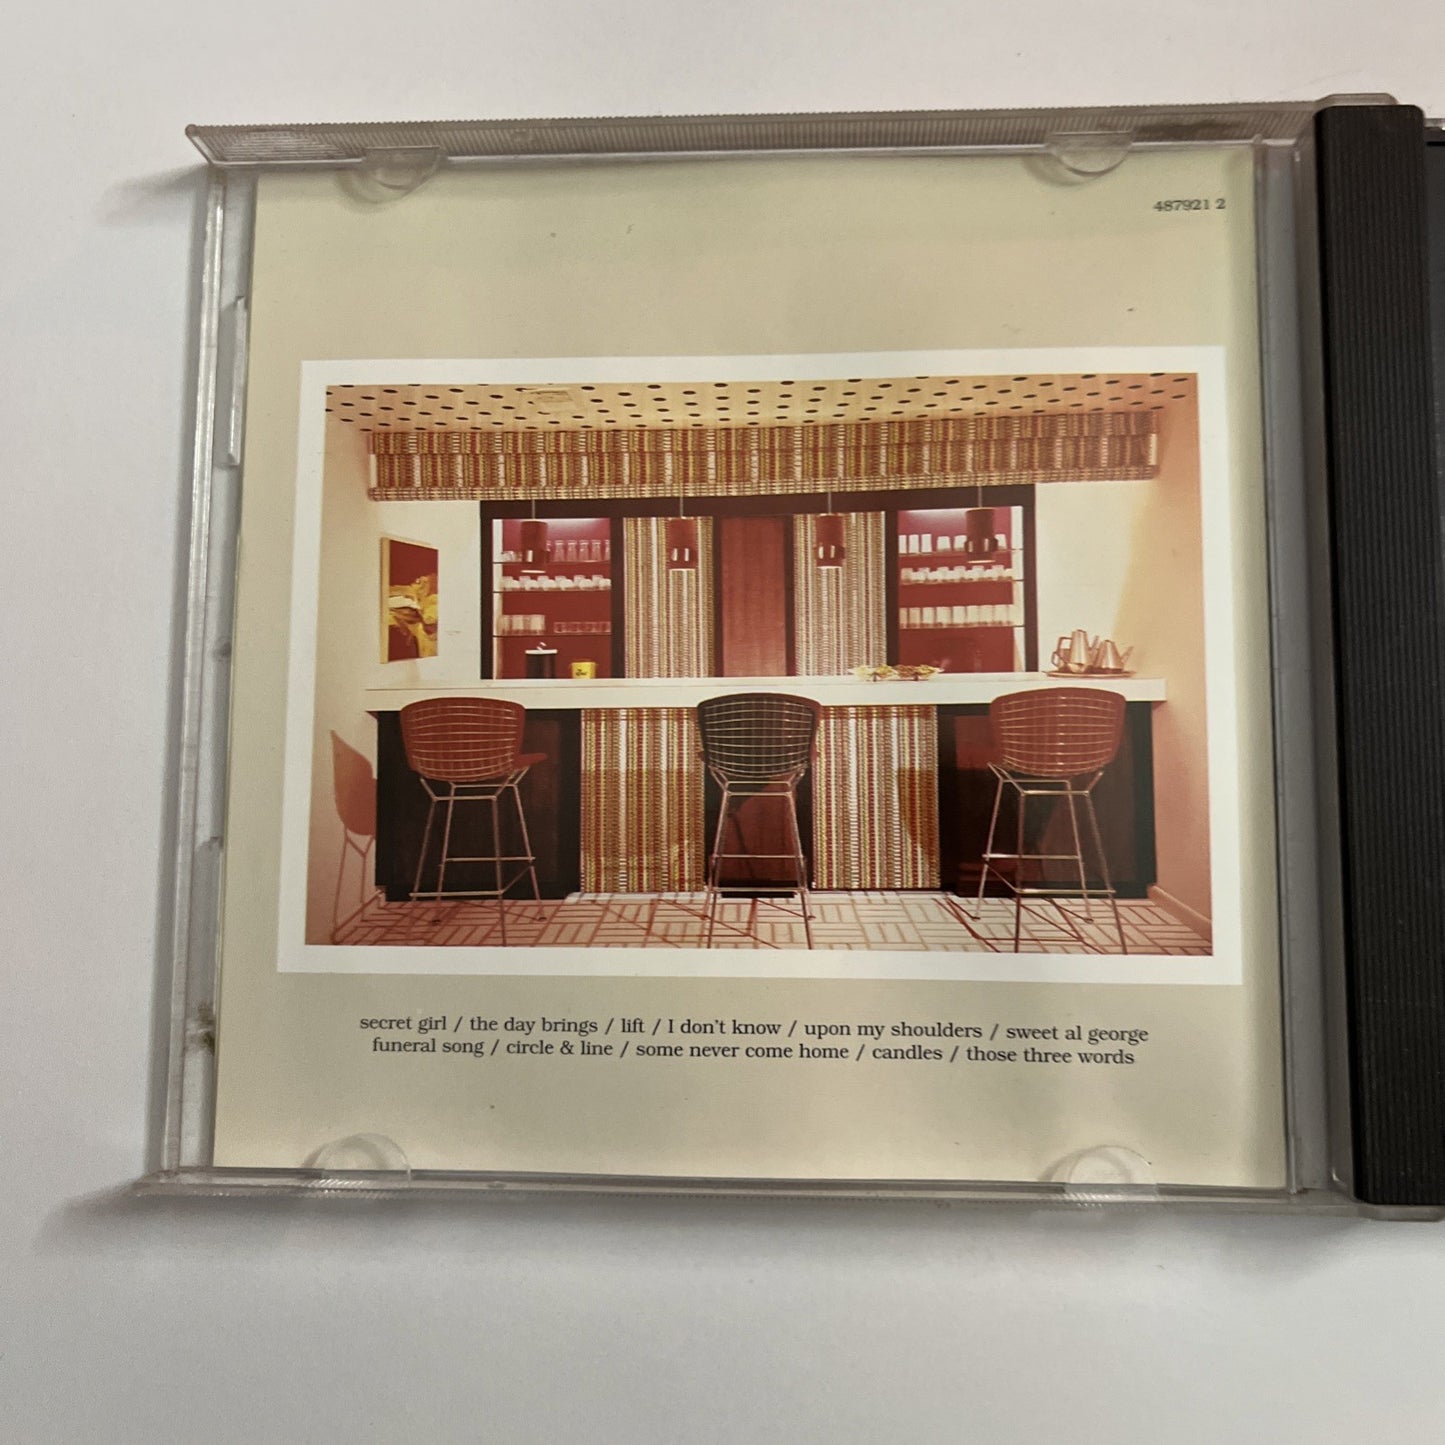 487921 2
secret girl / the day brings / lift / I don't know / upon my shoulders / sweet al george
funeral song / circle & line / some never come home / candles / those three words